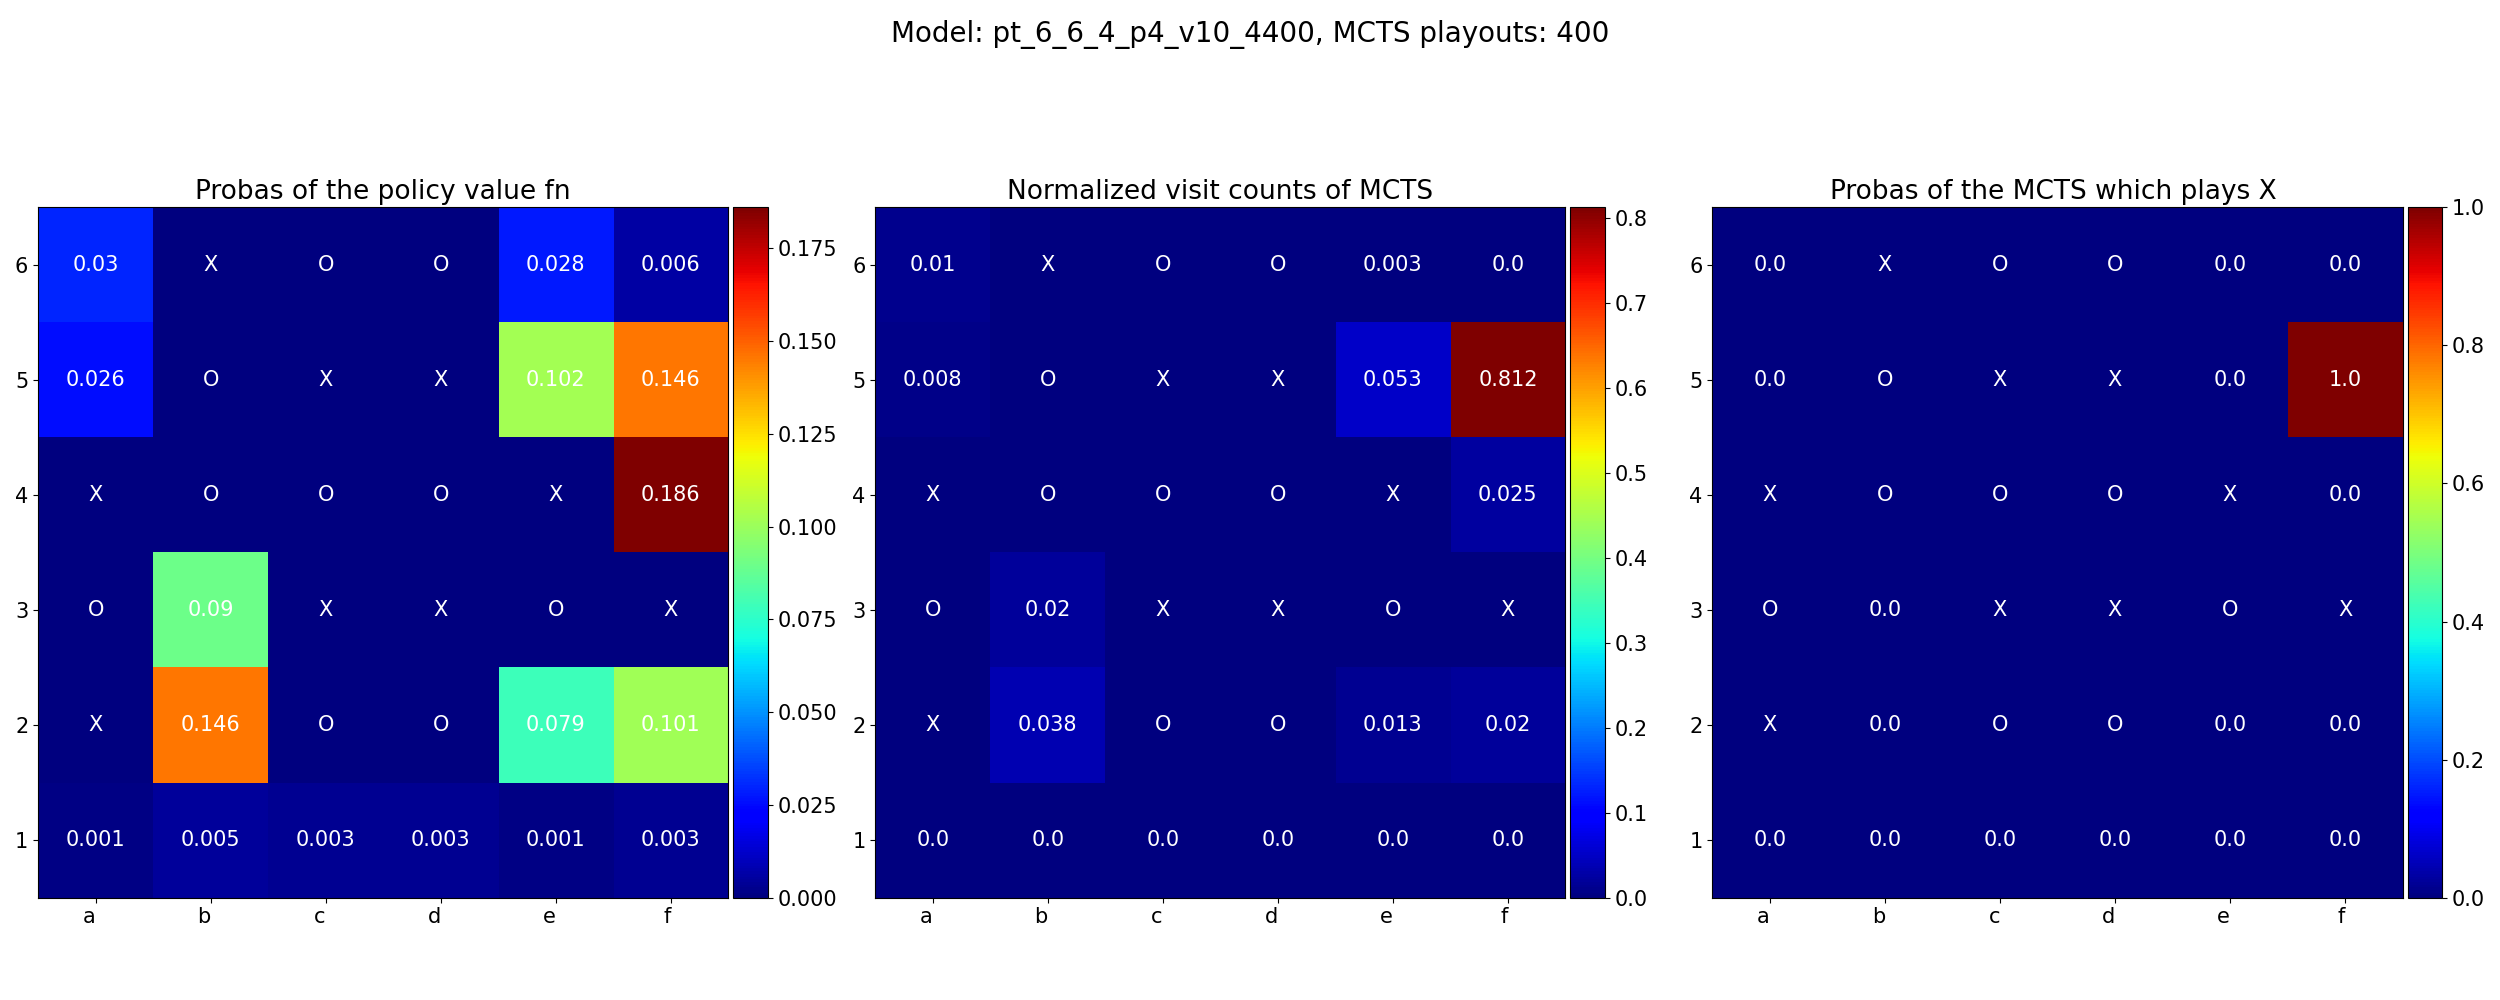 Model: pt_6_6_4_p4_v10_4400, MCTS playouts: 400
Probas of the policy value fn
6 0.03 X O O 0.028 0.006
5 0.026 O X X 0.102 0.146
4 X O O O X 0.186
3 O 0.09 X X O X
2 X 0.146 O O 0.079 0.101
1 0.001 0.005 0.003 0.003 0.001 0.003
a b c d e f
0.175
0.150
0.125
0.100
0.075
0.050
0.025
0.000
Normalized visit counts of MCTS
6 0.01 X O O 0.003 0.0
5 0.008 O X X 0.053 0.812
4 X O O O X 0.025
3 O 0.02 X X O X
2 X 0.038 O O 0.013 0.02
1 0.0 0.0 0.0 0.0 0.0 0.0
a b c d e f
0.8
0.7
0.6
0.5
0.4
0.3
0.2
0.1
0.0
Probas of the MCTS which plays X
6 0.0 X O O 0.0 0.0
5 0.0 O X X 0.0 1.0
4 X O O O X 0.0
3 O 0.0 X X O X
2 X 0.0 O O 0.0 0.0
1 0.0 0.0 0.0 0.0 0.0 0.0
a b c d e f
1.0
0.8
0.6
0.4
0.2
0.0